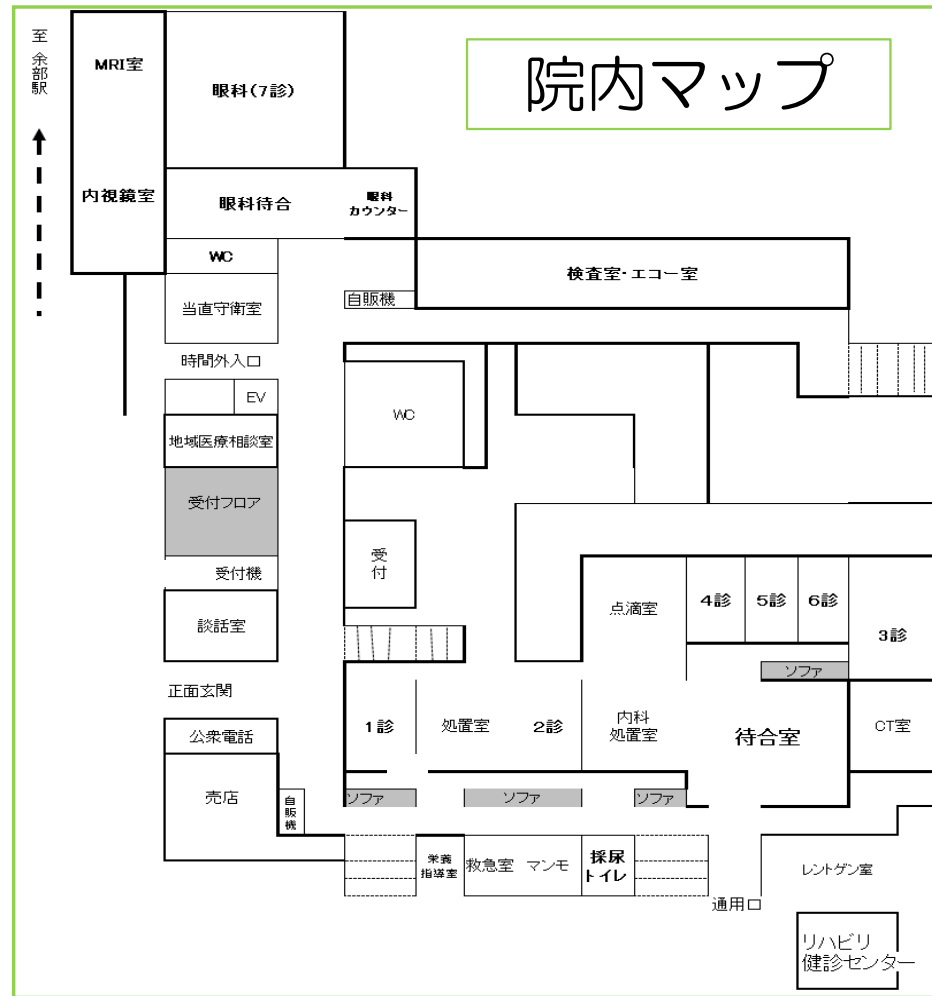 院内マップ
至 余部駅
MRI室
眼科(7診)
内視鏡室
眼科待合
眼科
カウンター
WC
検査室・エコー室
自販機
当直守衛室
時間外入口
EV
WC
地域医療相談室
受付フロア
受付
受付機
談話室
点滴室
4診
5診
6診
3診
ソファ
正面玄関
1診
処置室
2診
内科
処置室
待合室
CT室
公衆電話
売店
自販機
ソファ
ソファ
ソファ
栄養
指導室
救急室
マンモ
採尿
トイレ
レントゲン室
通用口
リハビリ
健診センター